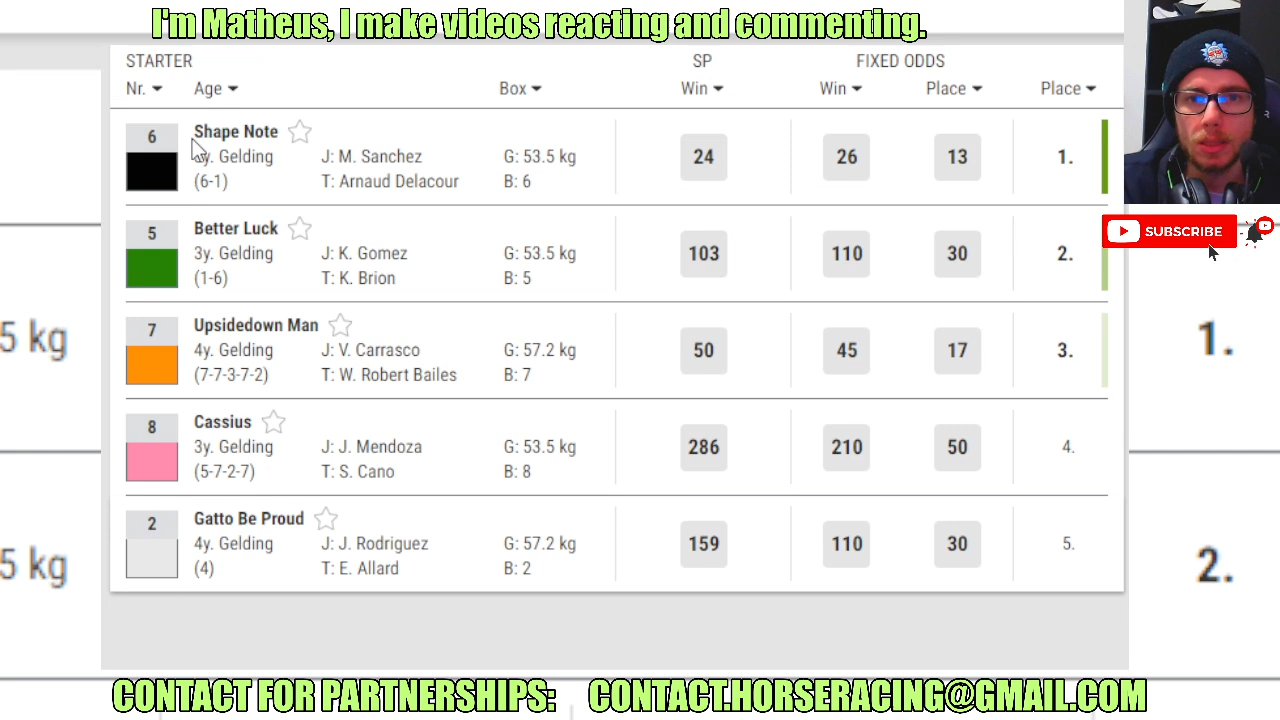 I'm Matheus, I make videos reacting and commenting.
STARTER SP FIXED ODDS
Nr. Age Box Win Win Place Place
6 Shape Note
Gelding J: M. Sanchez G: 53.5 kg 24 26 13 1.
(6-1) T: Arnaud Delacour B: 6
SUBSCRIBE
5 Better Luck
3y. Gelding J: K. Gomez G: 53.5 kg 103 110 30 2.
(1-6) T: K. Brion B: 5
7 Upsidedown Man
4y. Gelding J: V. Carrasco G: 57.2 kg 50 45 17 3.
(7-7-3-7-2) T: W. Robert Bailes B: 7
5 kg 1.
8 Cassius
3y. Gelding J: J. Mendoza G: 53.5 kg 286 210 50 4.
(5-7-2-7) T: S. Cano B: 8
2 Gatto Be Proud
4y. Gelding J: J. Rodriguez G: 57.2 kg 159 110 30 5.
(4) T: E. Allard B: 2
5 kg 2.
CONTACT FOR PARTNERSHIPS: CONTACT.HORSERACING@GMAIL.COM